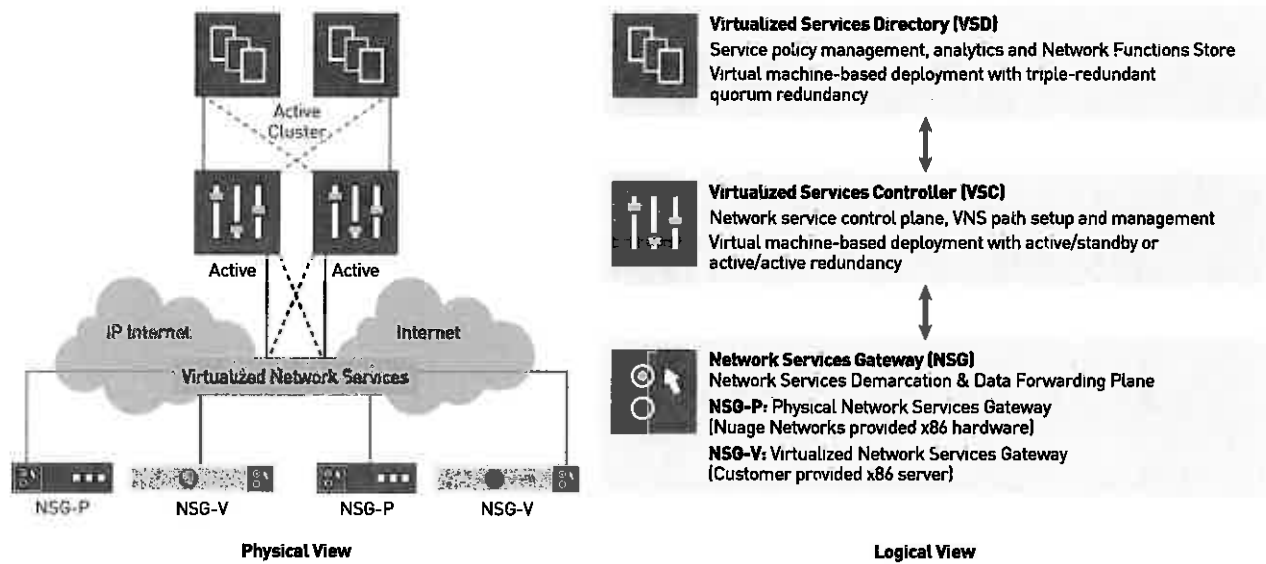 Active
Cluster
Active
Active
IP Internet
Internet
Virtualized Network Services
NSG-P
NSG-V
NSG-P
NSG-V
Physical View
Virtualized Services Directory (VSD)
Service policy management, analytics and Network Functions Store
Virtual machine-based deployment with triple-redundant
quorum redundancy
Virtualized Services Controller (VSC)
Network service control plane, VNS path setup and management
Virtual machine-based deployment with active/standby or
active/active redundancy
Network Services Gateway (NSG)
Network Services Demarcation & Data Forwarding Plane
NSG-P: Physical Network Services Gateway
(Nuage Networks provided x86 hardware)
NSG-V: Virtualized Network Services Gateway
(Customer provided x86 server)
Logical View